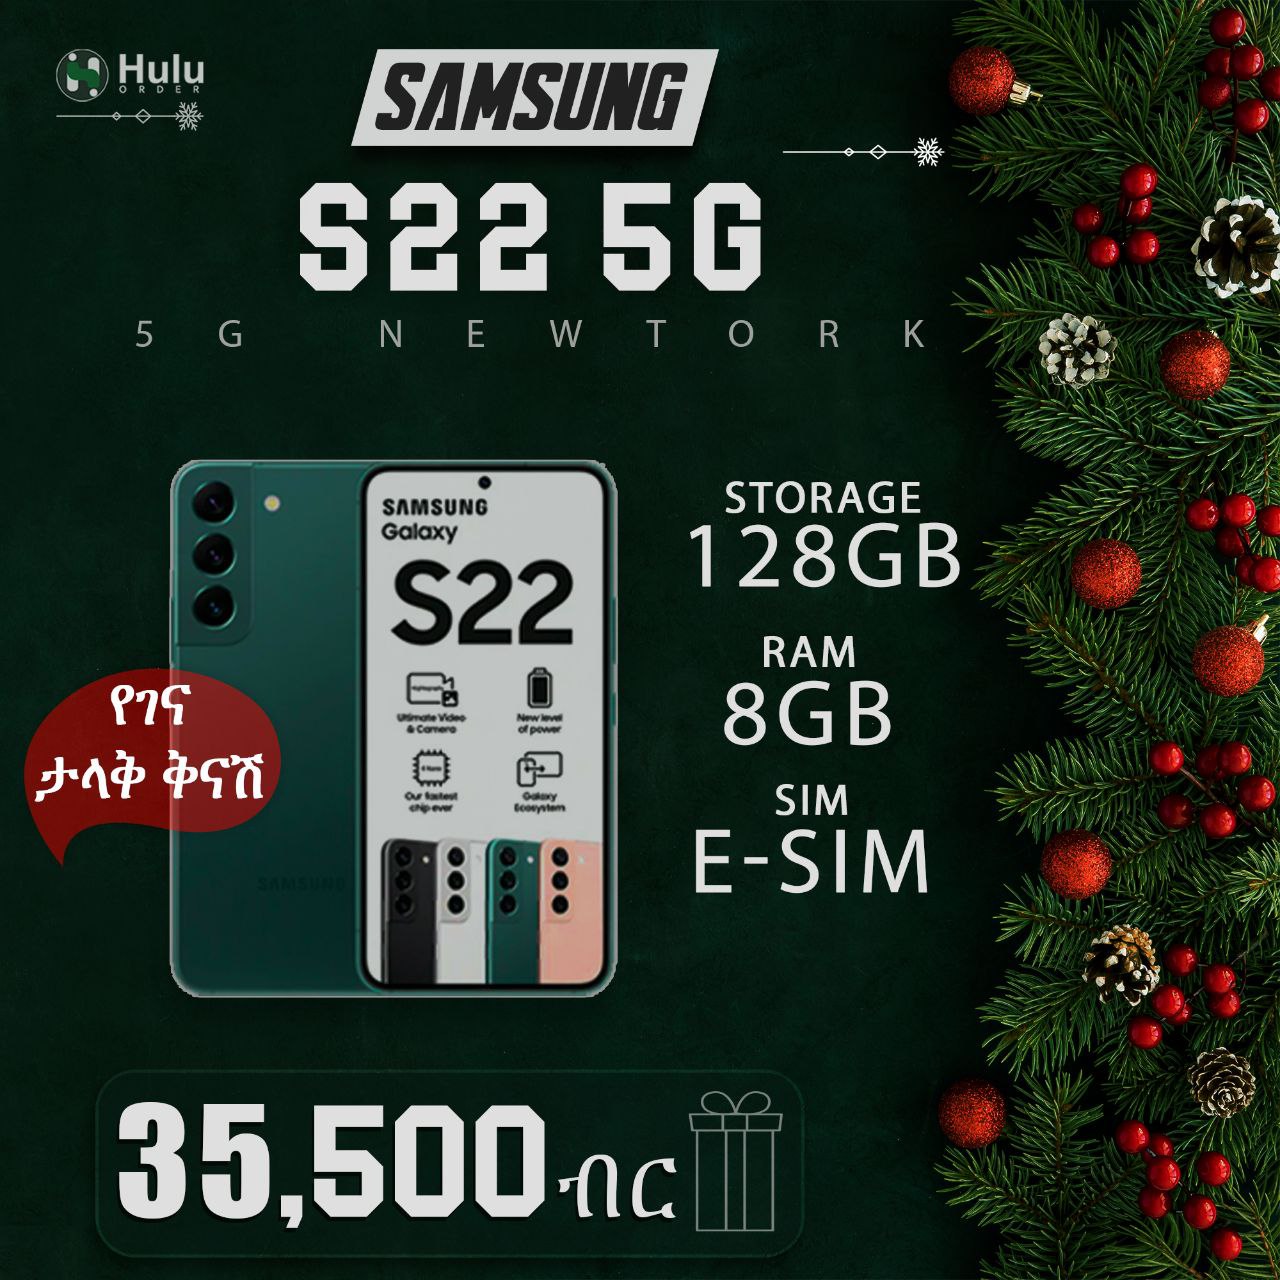 Hulu
ORDER
SAMSUNG
S22 5G
5G NEWTORK
SAMSUNG
Galaxy
S22
Ultimate Video
& Camera
New level
of power
Our fastest
chip ever
Galaxy
Ecosystem
SAMSUNG
የገና
ታላቅ ቅናሽ
STORAGE
128GB
RAM
8GB
SIM
E-SIM
35,500 ብር